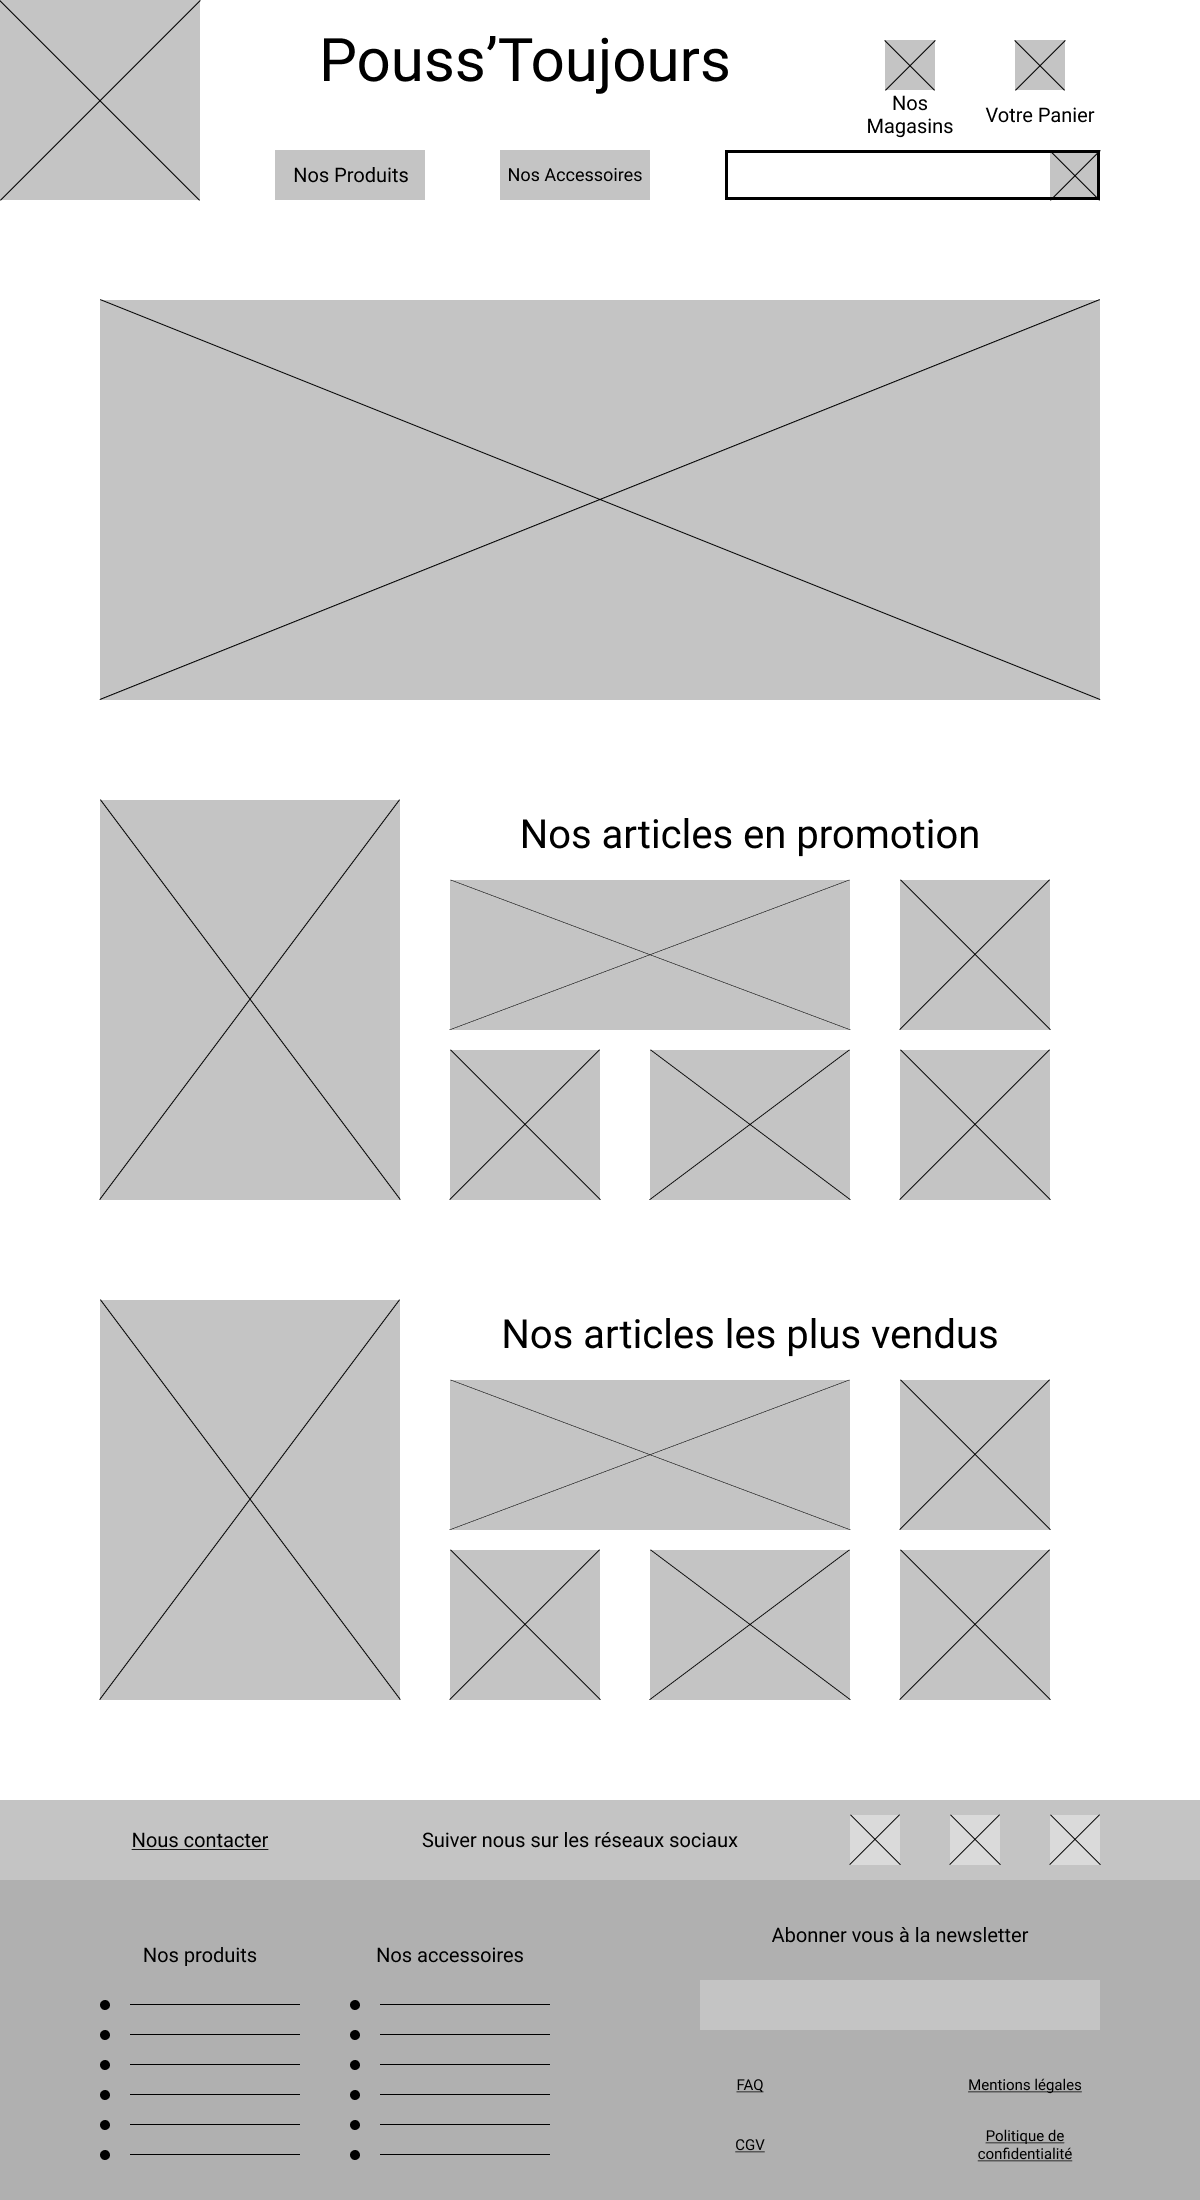 Pouss’Toujours
Nos
Magasins
Votre Panier
Nos Produits
Nos Accessoires
Nos articles en promotion
Nos articles les plus vendus
Nous contacter
Suiver nous sur les réseaux sociaux
Nos produits
Nos accessoires
Abonner vous à la newsletter
FAQ
Mentions légales
CGV
Politique de
confidentialité